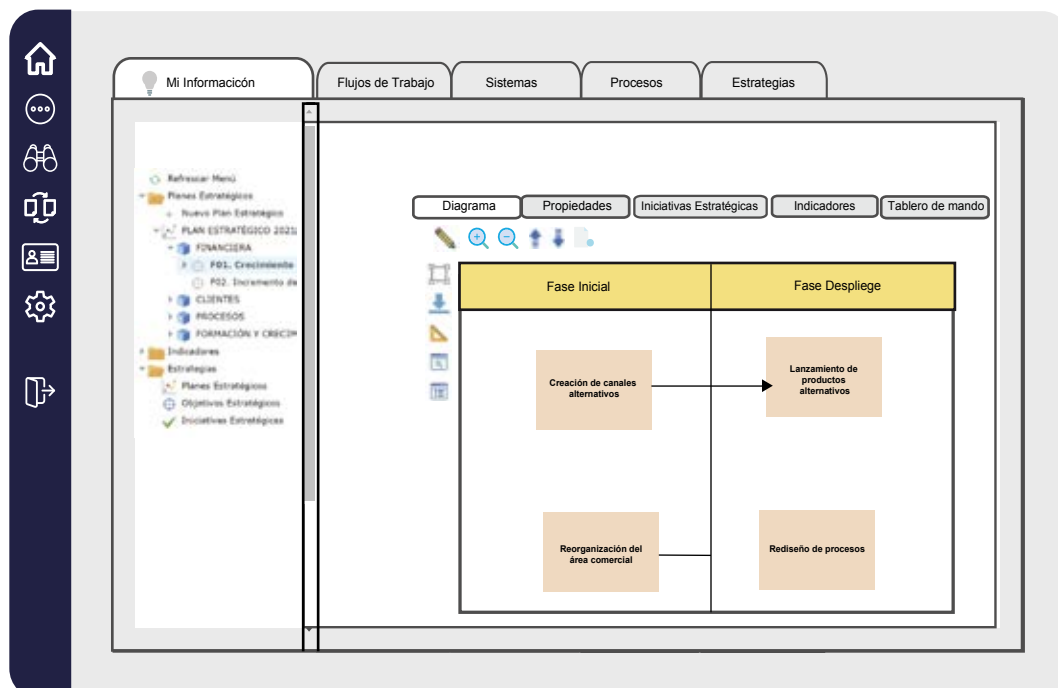 Mi Informacicón
Flujos de Trabajo
Sistemas
Procesos
Estrategias
Refrescar Menú
Planes Estratégicos
Nuevo Plan Estratégico
PLAN ESTRATÉGICO 2021
FINANCIERA
F01. Crecimiento
F02. Incremento de
CLIENTES
PROCESOS
FORMACIÓN Y CRECIM
Indicadores
Estrategias
Planes Estratégicos
Objetivos Estratégicos
Iniciativas Estratégicas
Diagrama
Propiedades
Iniciativas Estratégicas
Indicadores
Tablero de mando
Fase Inicial
Fase Despliege
Creación de canales
alternativos
Lanzamiento de
productos
alternativos
Reorganización del
área comercial
Rediseño de procesos